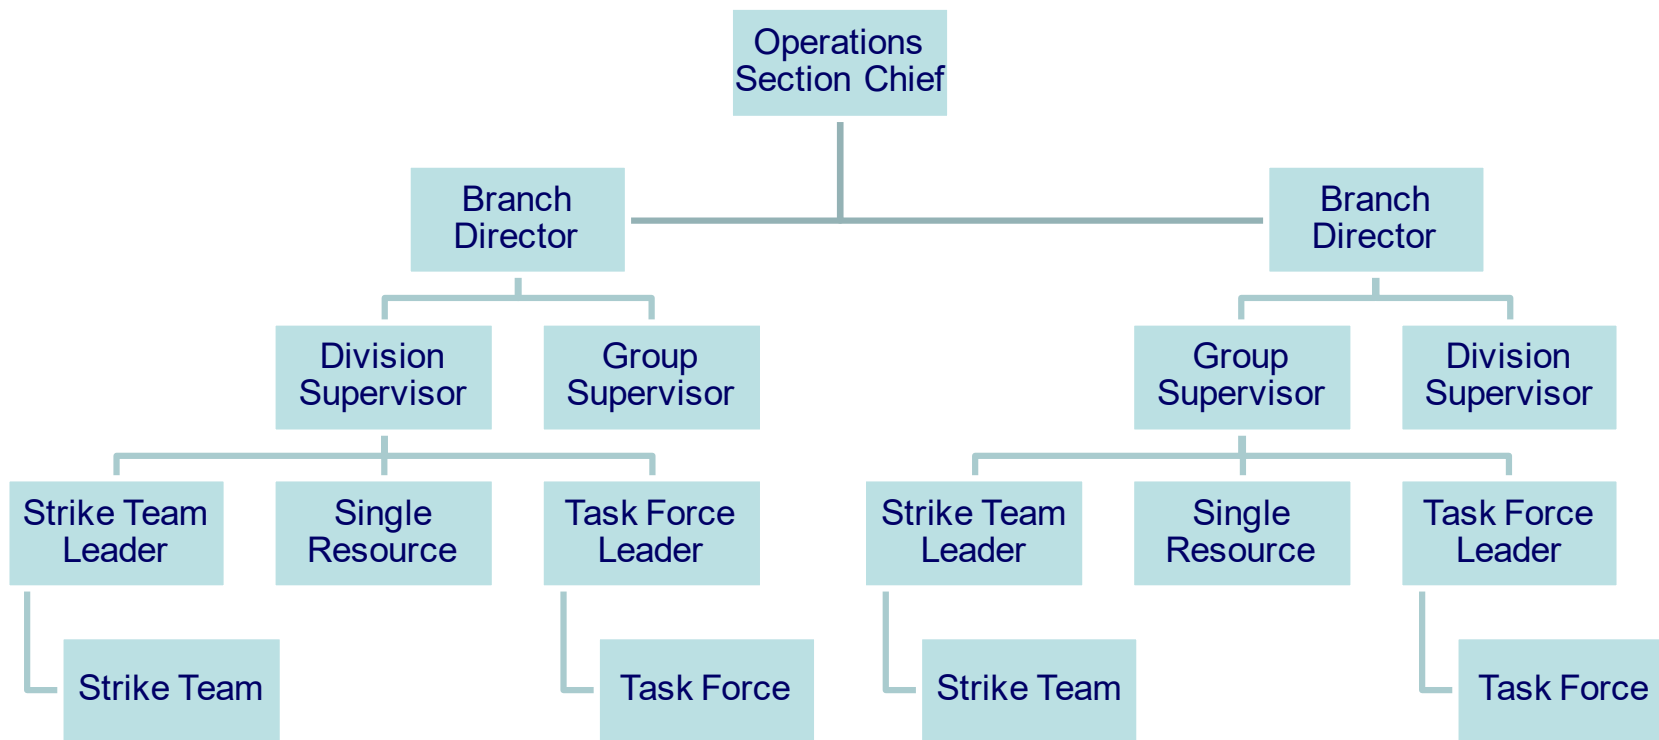 Operations
Section Chief
Branch
Director
Branch
Director
Division
Supervisor
Group
Supervisor
Group
Supervisor
Division
Supervisor
Strike Team
Leader
Single
Resource
Task Force
Leader
Strike Team
Leader
Single
Resource
Task Force
Leader
Strike Team
Task Force
Strike Team
Task Force